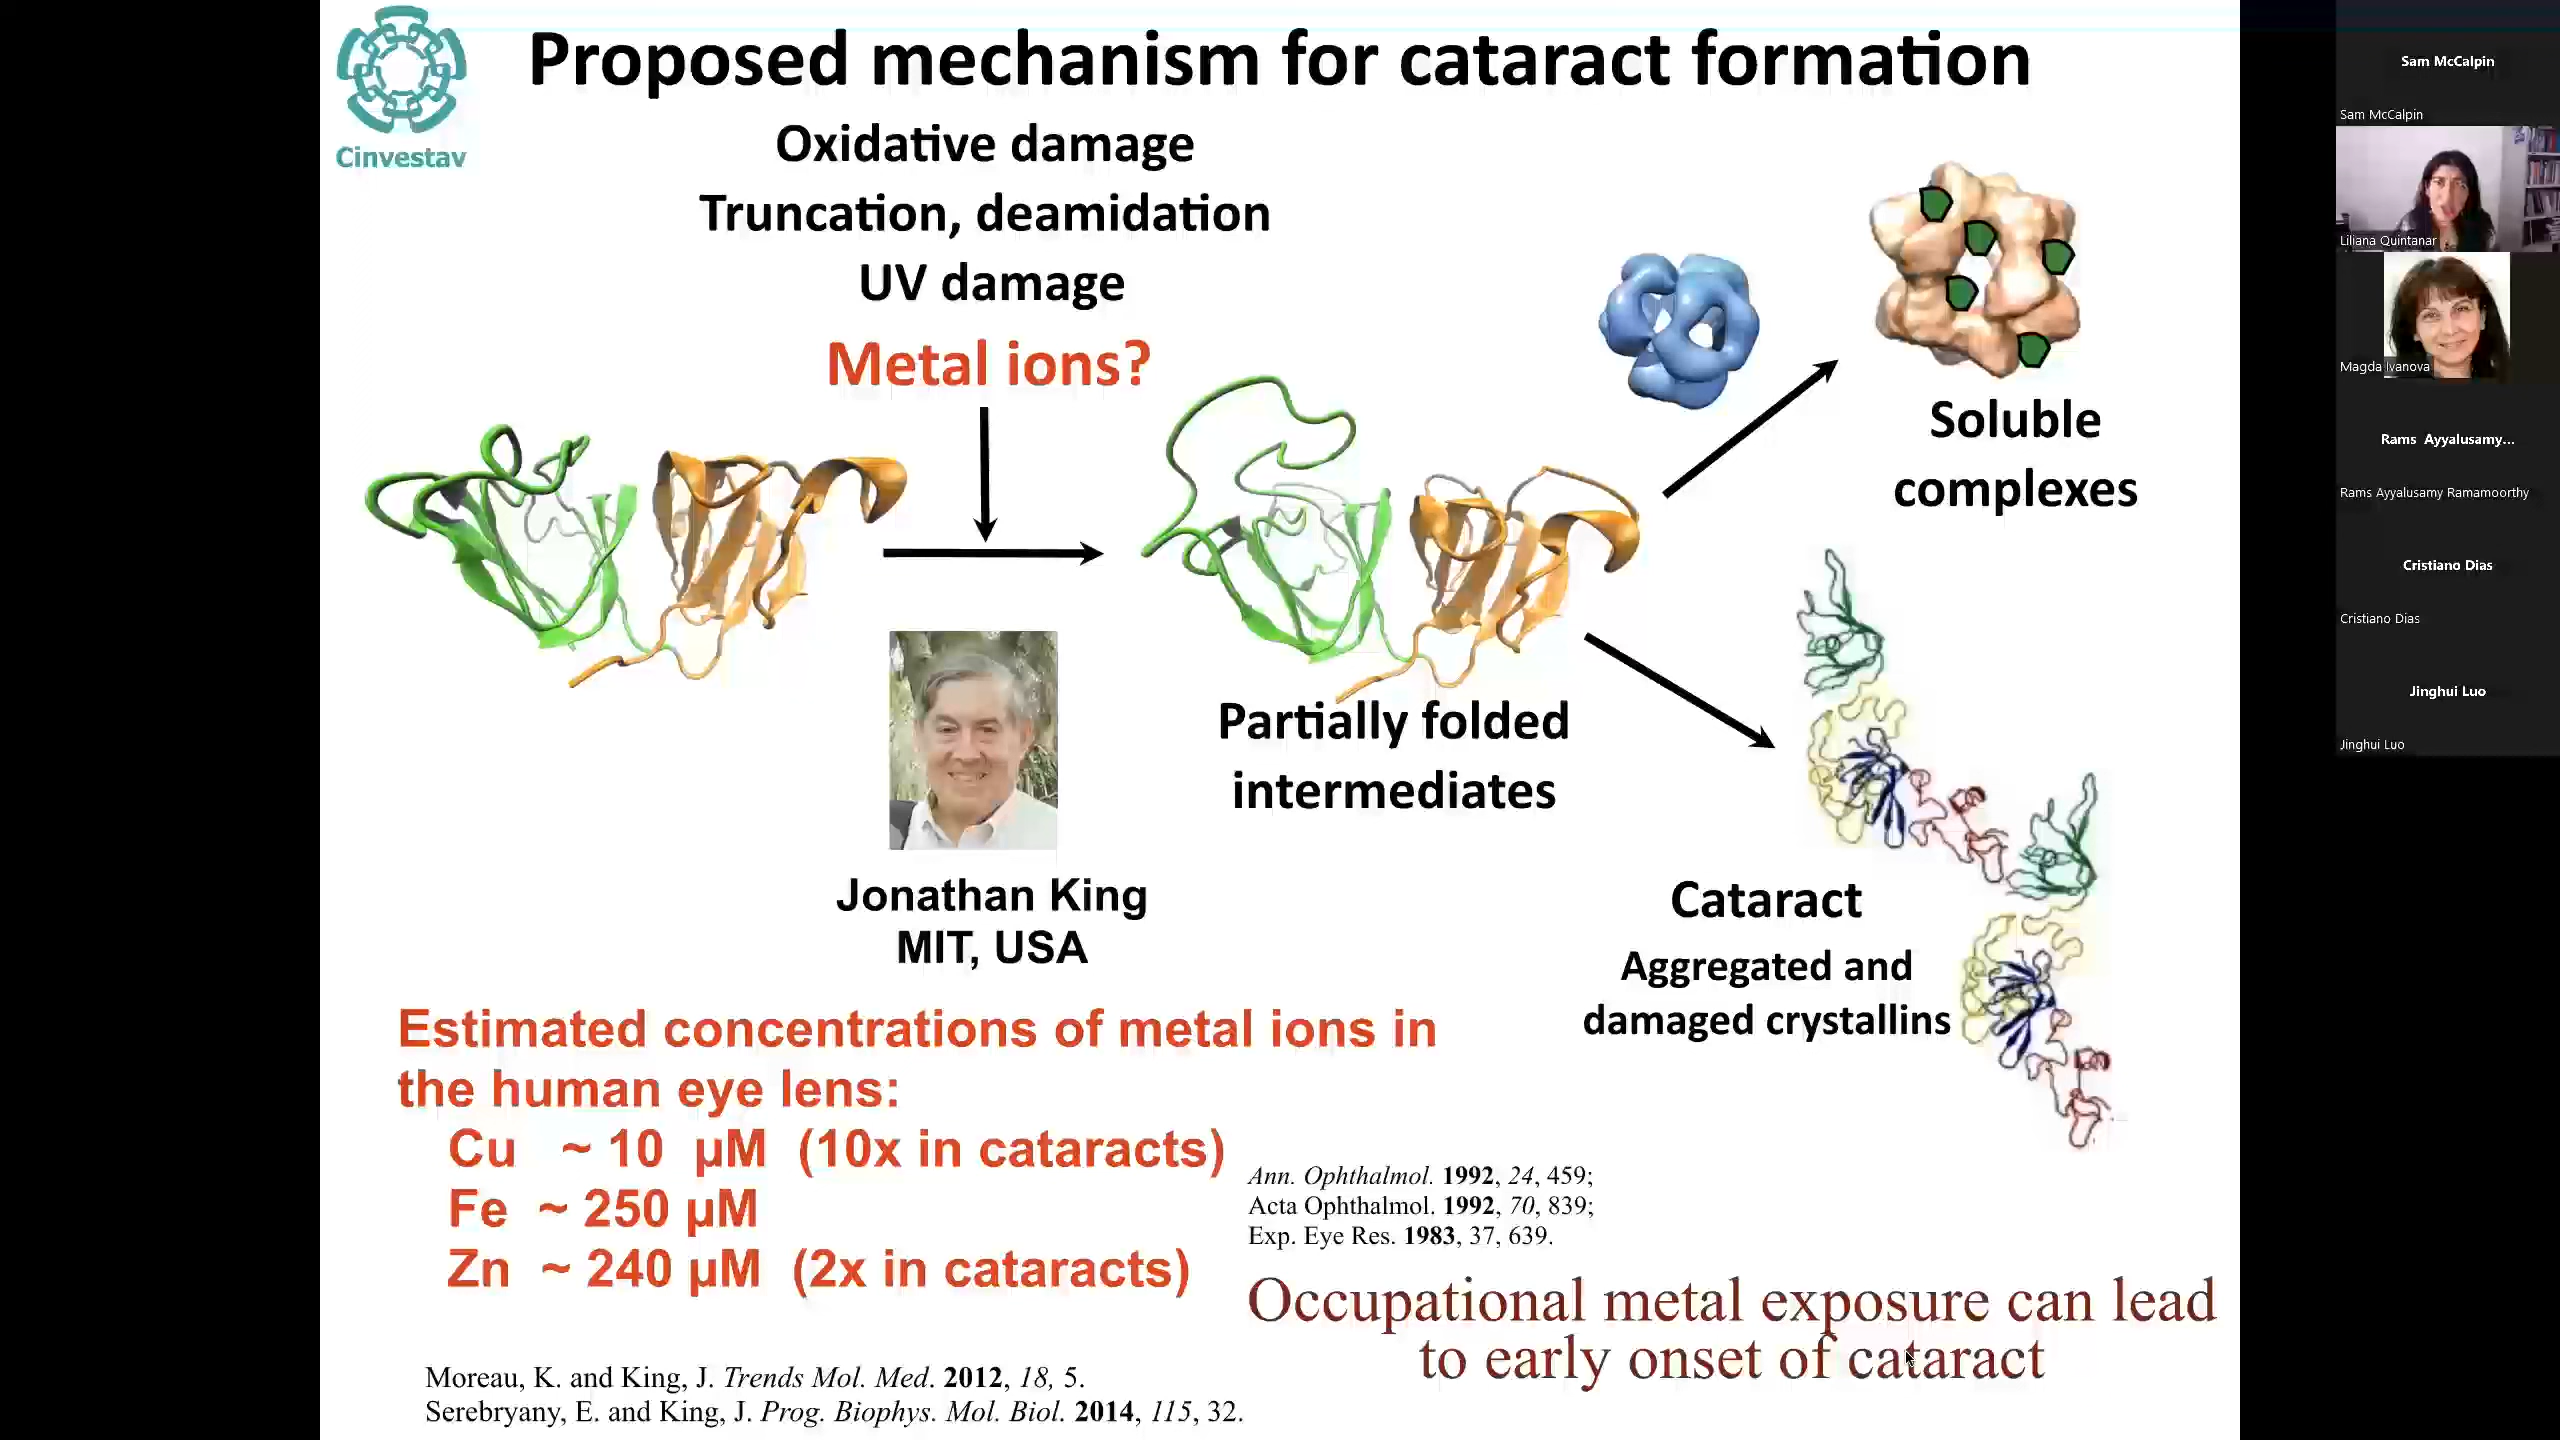 Proposed mechanism for cataract formation
Cinvestav
Oxidative damage
Truncation, deamidation
UV damage
Metal ions?
Soluble
complexes
Partially folded
intermediates
Jonathan King
MIT, USA
Cataract
Aggregated and
damaged crystallins
Estimated concentrations of metal ions in
the human eye lens:
Cu ~ 10 µM (10x in cataracts)
Fe ~ 250 µM
Zn ~ 240 µM (2x in cataracts)
Ann. Ophthalmol. 1992, 24, 459;
Acta Ophthalmol. 1992, 70, 839;
Exp. Eye Res. 1983, 37, 639.
Occupational metal exposure can lead
to early onset of cataract
Moreau, K. and King, J. Trends Mol. Med. 2012, 18, 5.
Serebryany, E. and King, J. Prog. Biophys. Mol. Biol. 2014, 115, 32.
Sam McCalpin
Sam McCalpin
Liliana Quintanar
Magda Ivanova
Rams Ayyalusamy...
Rams Ayyalusamy Ramamoorthy
Cristiano Dias
Cristiano Dias
Jinghui Luo
Jinghui Luo